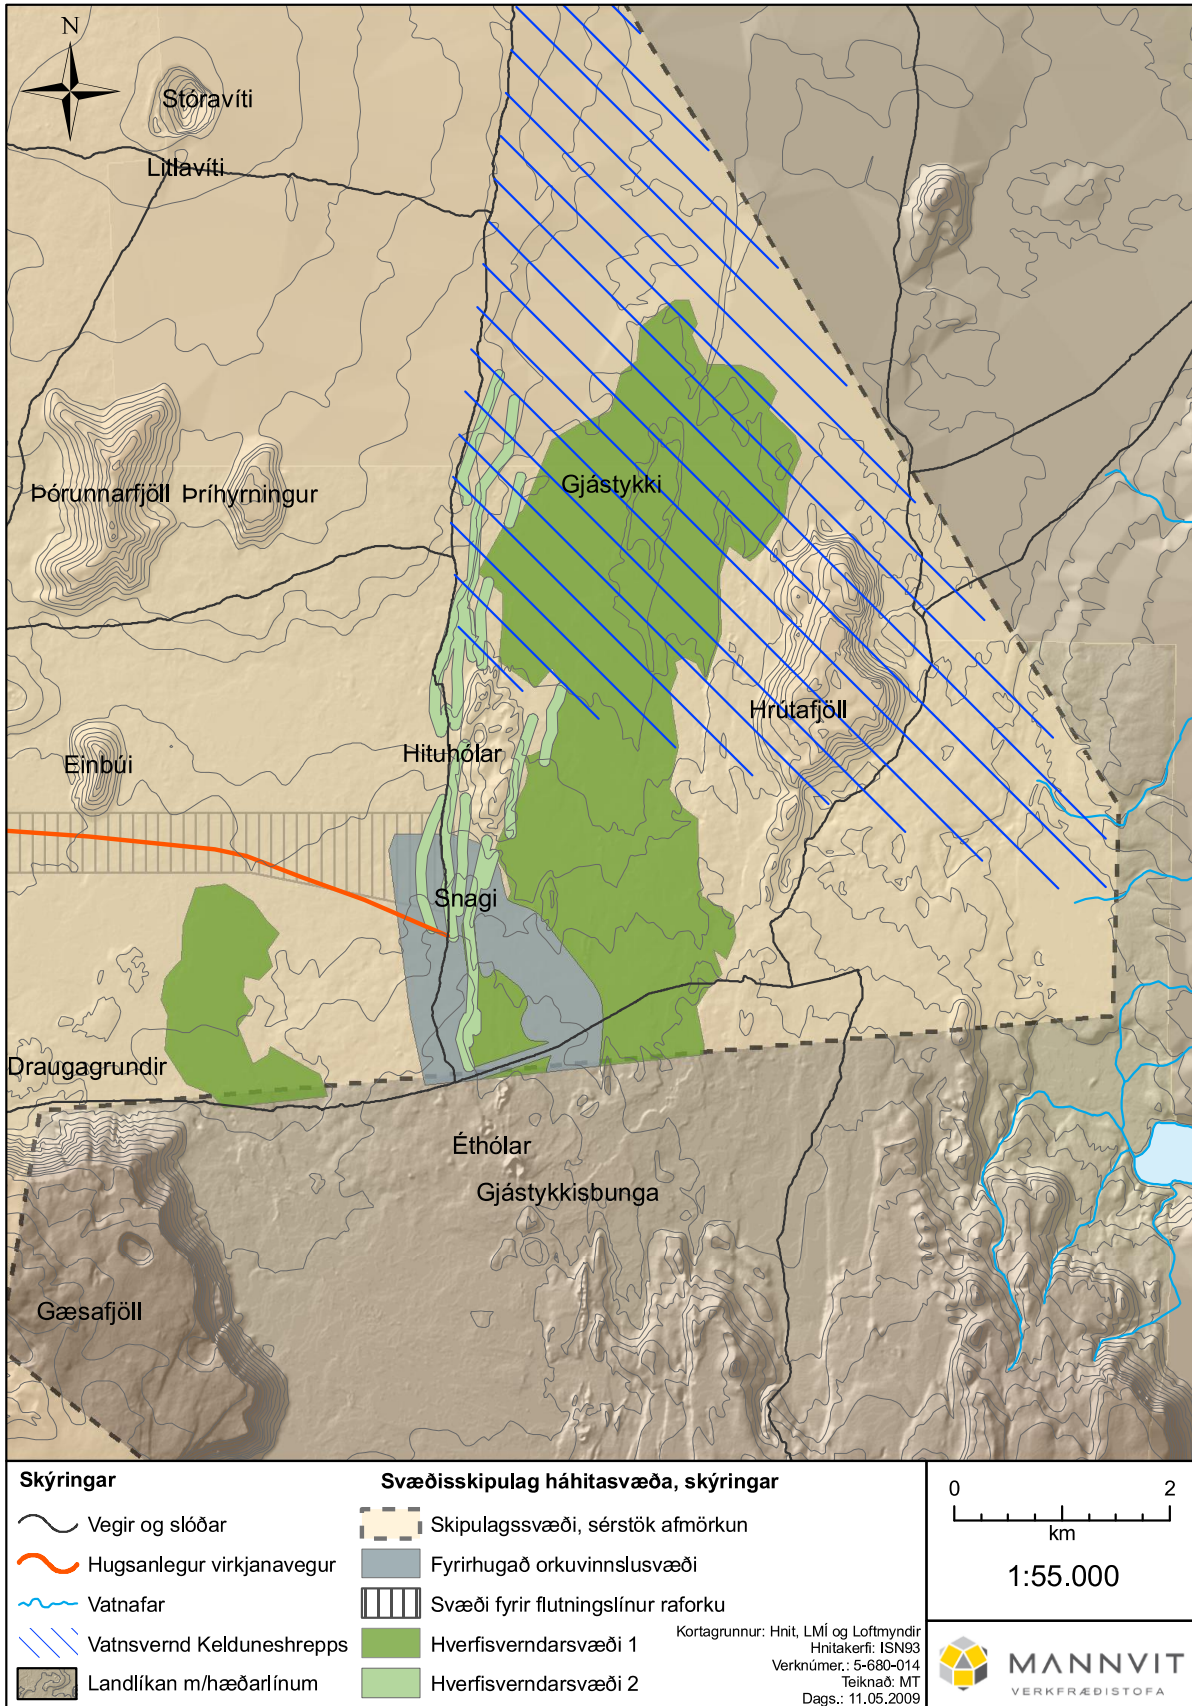 N
Stóravíti
Litlavíti
Gjástykki
Þórunnarfjöll
Þríhyrningur
Hrútafjöll
Hituhólar
Einbúi
Snagi
Draugagrundir
Éthólar
Gjástykkisbunga
Gæsafjöll
Skýringar
Vegir og slóðar
Hugsanlegur virkjanavegur
Vatnafar
Vatnsvernd Kelduneshrepps
Landlíkan m/hæðarlínum
Svæðisskipulag háhitasvæða, skýringar
Skipulagssvæði, sérstök afmörkun
Fyrirhugað orkuvinnslusvæði
Svæði fyrir flutningslínur raforku
Hverfisverndarsvæði 1
Hverfisverndarsvæði 2
Kortagrunnur: Hnit, LMÍ og Loftmyndir
Hnitakerfi: ISN93
Verknúmer.: 5-680-014
Teiknað: MT
Dags.: 11.05.2009
0 2
km
1:55.000
MANNVIT
VERKFRÆÐISTOFA